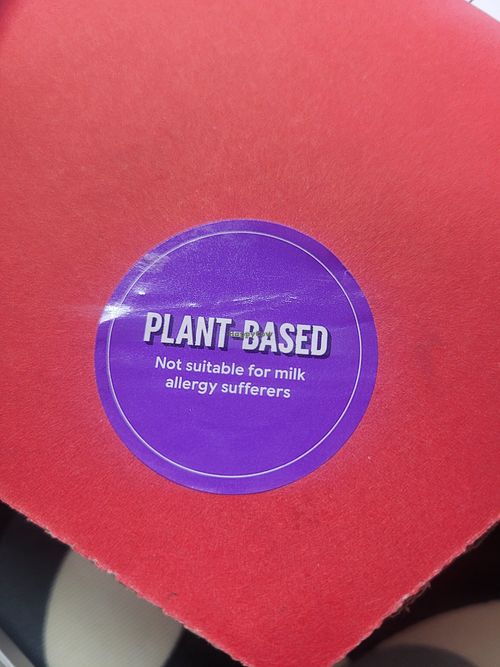 PLANT-BASED
Not suitable for milk
allergy sufferers